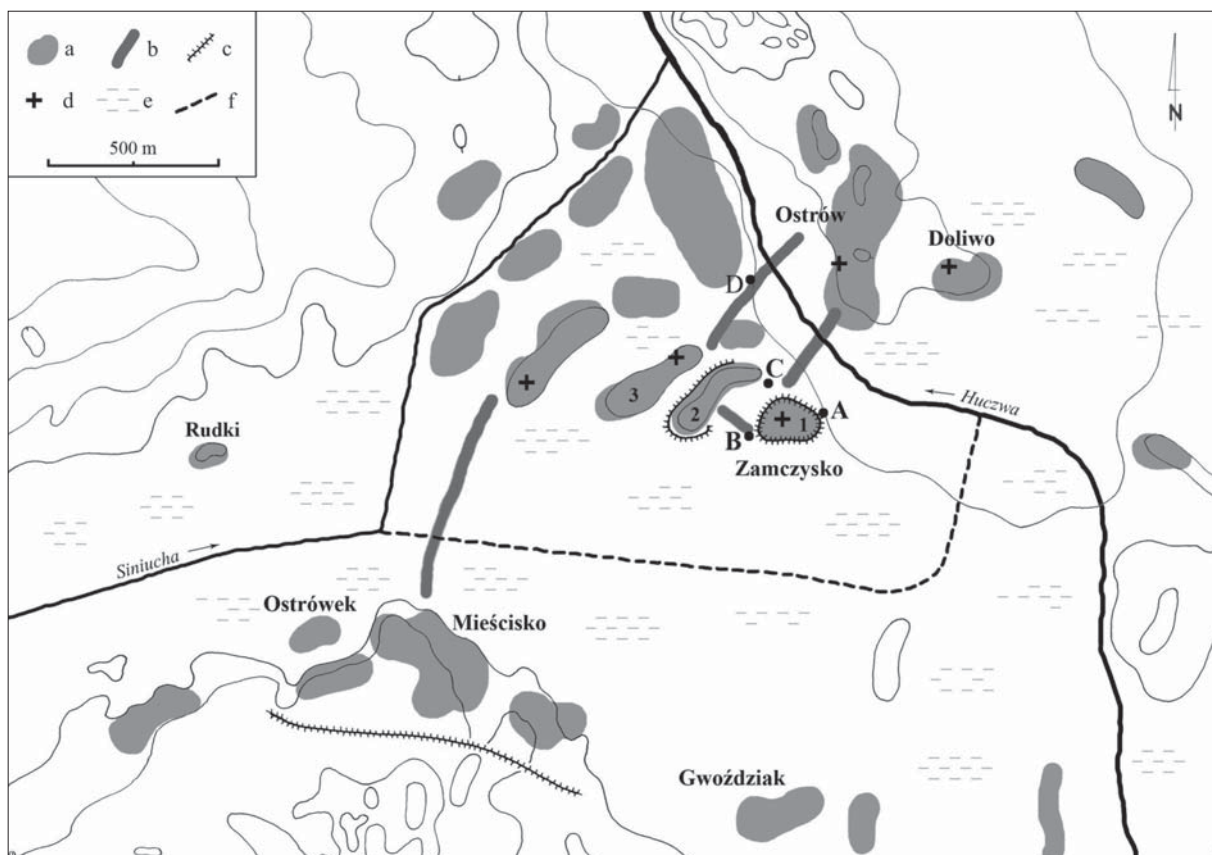 a b c
d e f
500 m
N
Ostrów
Doliwo
D
C
3
2
1
A
B
Huczwa
Rudki
Zamczysko
Siniucha
Ostrówek
Mieścisko
Gwoździak